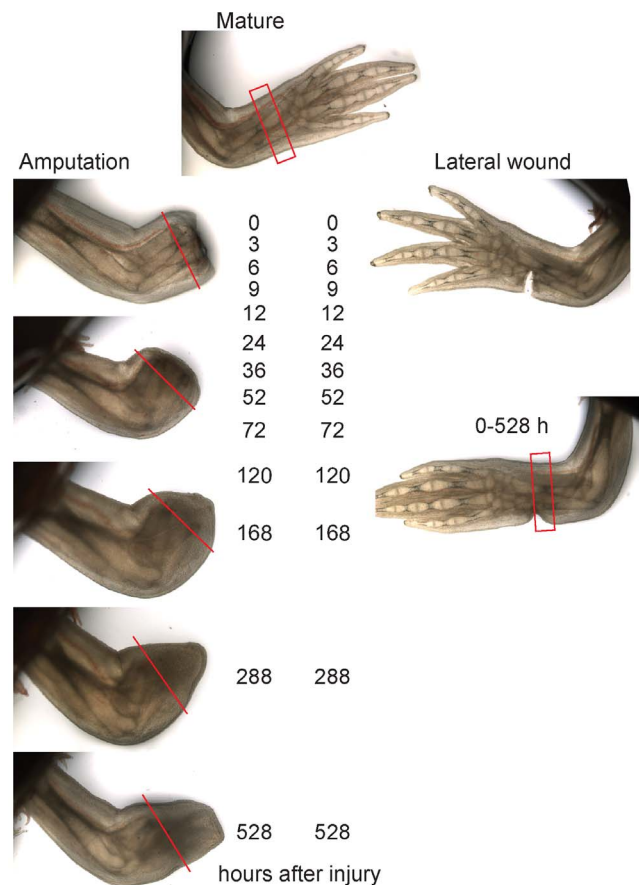 Mature
Amputation
Lateral wound
0 0
3 3
6 6
9 9
12 12
24 24
36 36
52 52
72 72
0-528 h
120 120
168 168
288 288
528 528
hours after injury